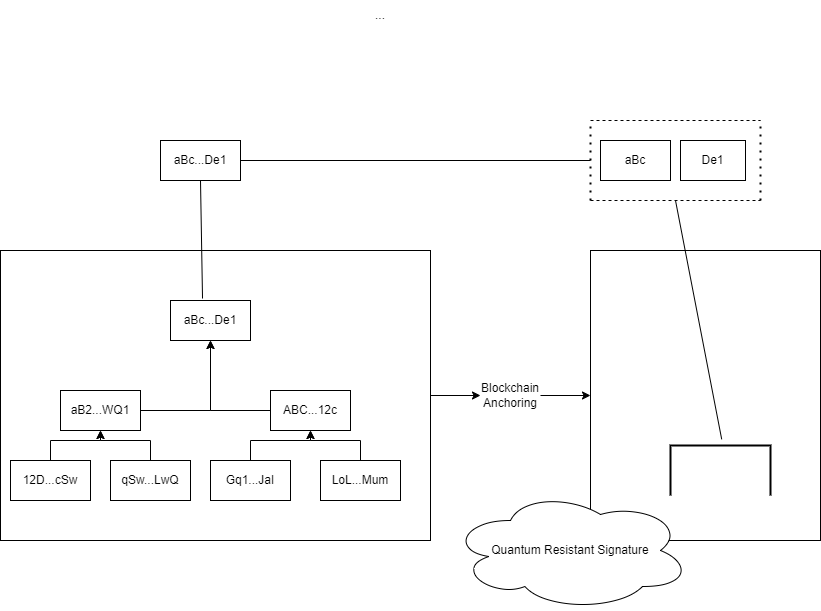 ...
aBc...De1
aBc
De1
aBc...De1
Blockchain
Anchoring
aB2...WQ1
ABC...12c
12D...cSw
qSw...LwQ
Gq1...Jal
LoL...Mum
Quantum Resistant Signature